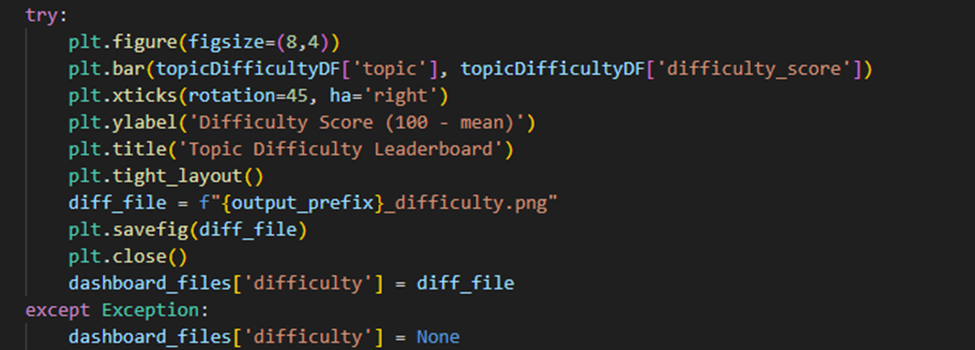 try:
    plt.figure(figsize=(8,4))
    plt.bar(topicDifficultyDF['topic'], topicDifficultyDF['difficulty_score'])
    plt.xticks(rotation=45, ha='right')
    plt.ylabel('Difficulty Score (100 - mean)')
    plt.title('Topic Difficulty Leaderboard')
    plt.tight_layout()
    diff_file = f"{output_prefix}_difficulty.png"
    plt.savefig(diff_file)
    plt.close()
    dashboard_files['difficulty'] = diff_file
except Exception:
    dashboard_files['difficulty'] = None